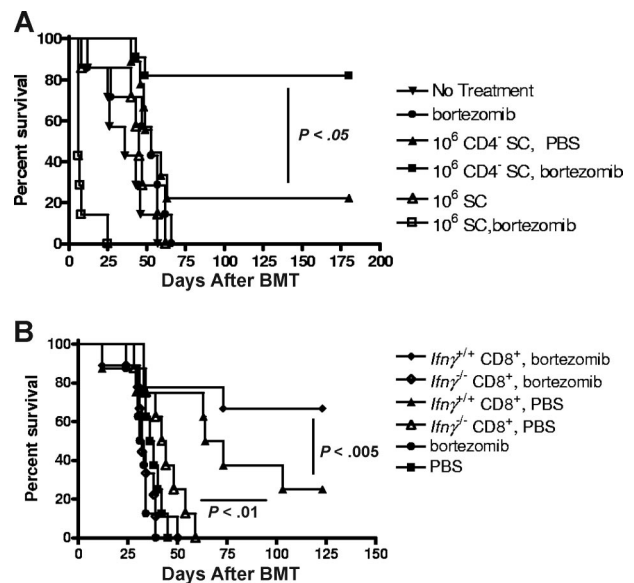 A
Percent survival
100
80
60
40
20
0
0 25 50 75 100 125 150 175 200
Days After BMT
P < .05
No Treatment
bortezomib
10⁶ CD4⁻ SC, PBS
10⁶ CD4⁻ SC, bortezomib
10⁶ SC
10⁶ SC,bortezomib
B
Percent survival
100
80
60
40
20
0
0 25 50 75 100 125 150
Days After BMT
P < .005
P < .01
Ifnγ⁺/⁺ CD8⁺, bortezomib
Ifnγ⁻/⁻ CD8⁺, bortezomib
Ifnγ⁺/⁺ CD8⁺, PBS
Ifnγ⁻/⁻ CD8⁺, PBS
bortezomib
PBS